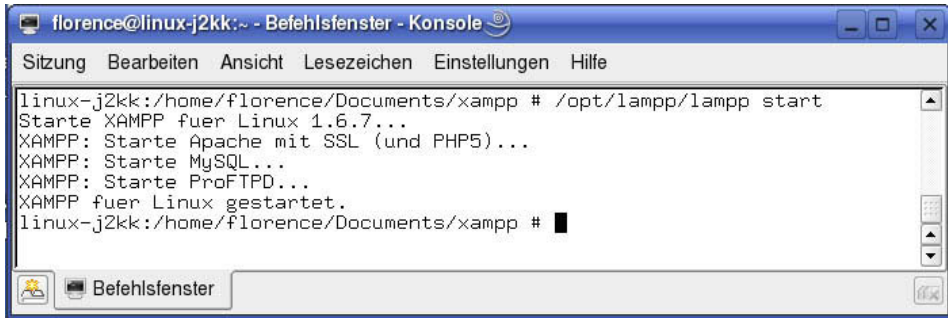 florence@linux-j2kk:~ - Befehlsfenster - Konsole
Sitzung Bearbeiten Ansicht Lesezeichen Einstellungen Hilfe
linux-j2kk:/home/florence/Documents/xampp # /opt/lampp/lampp start
Starte XAMPP fuer Linux 1.6.7...
XAMPP: Starte Apache mit SSL (und PHP5)...
XAMPP: Starte MySQL...
XAMPP: Starte ProFTPD...
XAMPP fuer Linux gestartet.
linux-j2kk:/home/florence/Documents/xampp #
Befehlsfenster